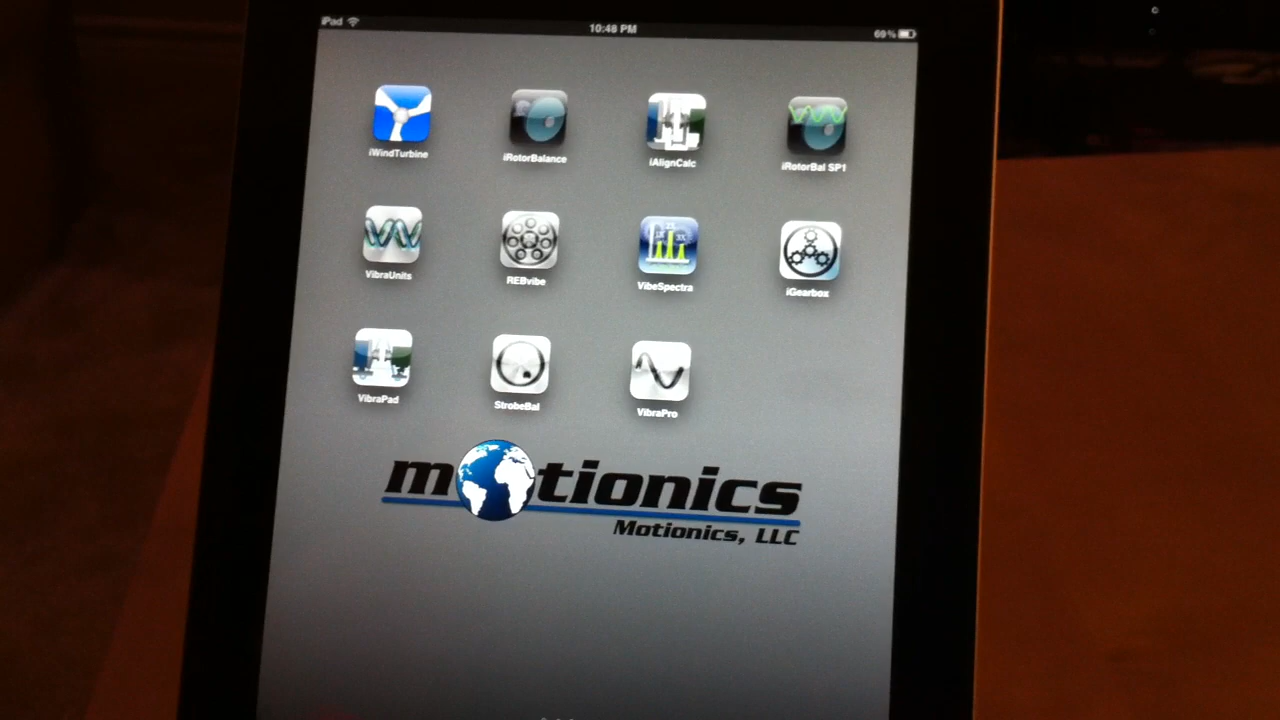 iPad 10:48 PM 69%
iWindTurbine iRotorBalance iAlignCalc iRotorBal SP1
VibraUnits REBvibe VibeSpectra iGearbox
VibraPad StrobeBal VibraPro
motionics
Motionics, LLC